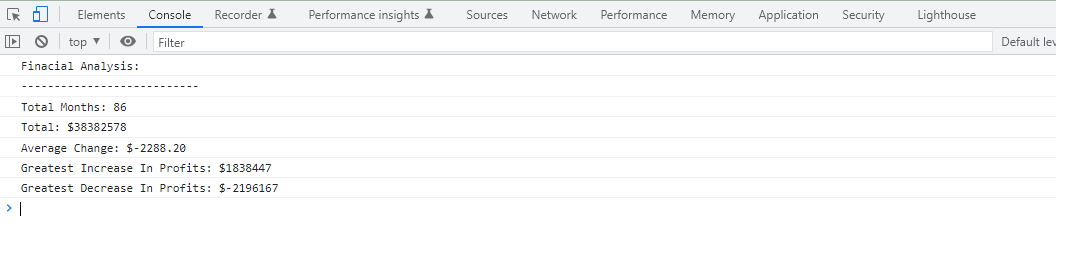 Elements Console Recorder Performance insights Sources Network Performance Memory Application Security Lighthouse
top ▼ Filter Default lev
Finacial Analysis:
---------------------------
Total Months: 86
Total: $38382578
Average Change: $-2288.20
Greatest Increase In Profits: $1838447
Greatest Decrease In Profits: $-2196167
>